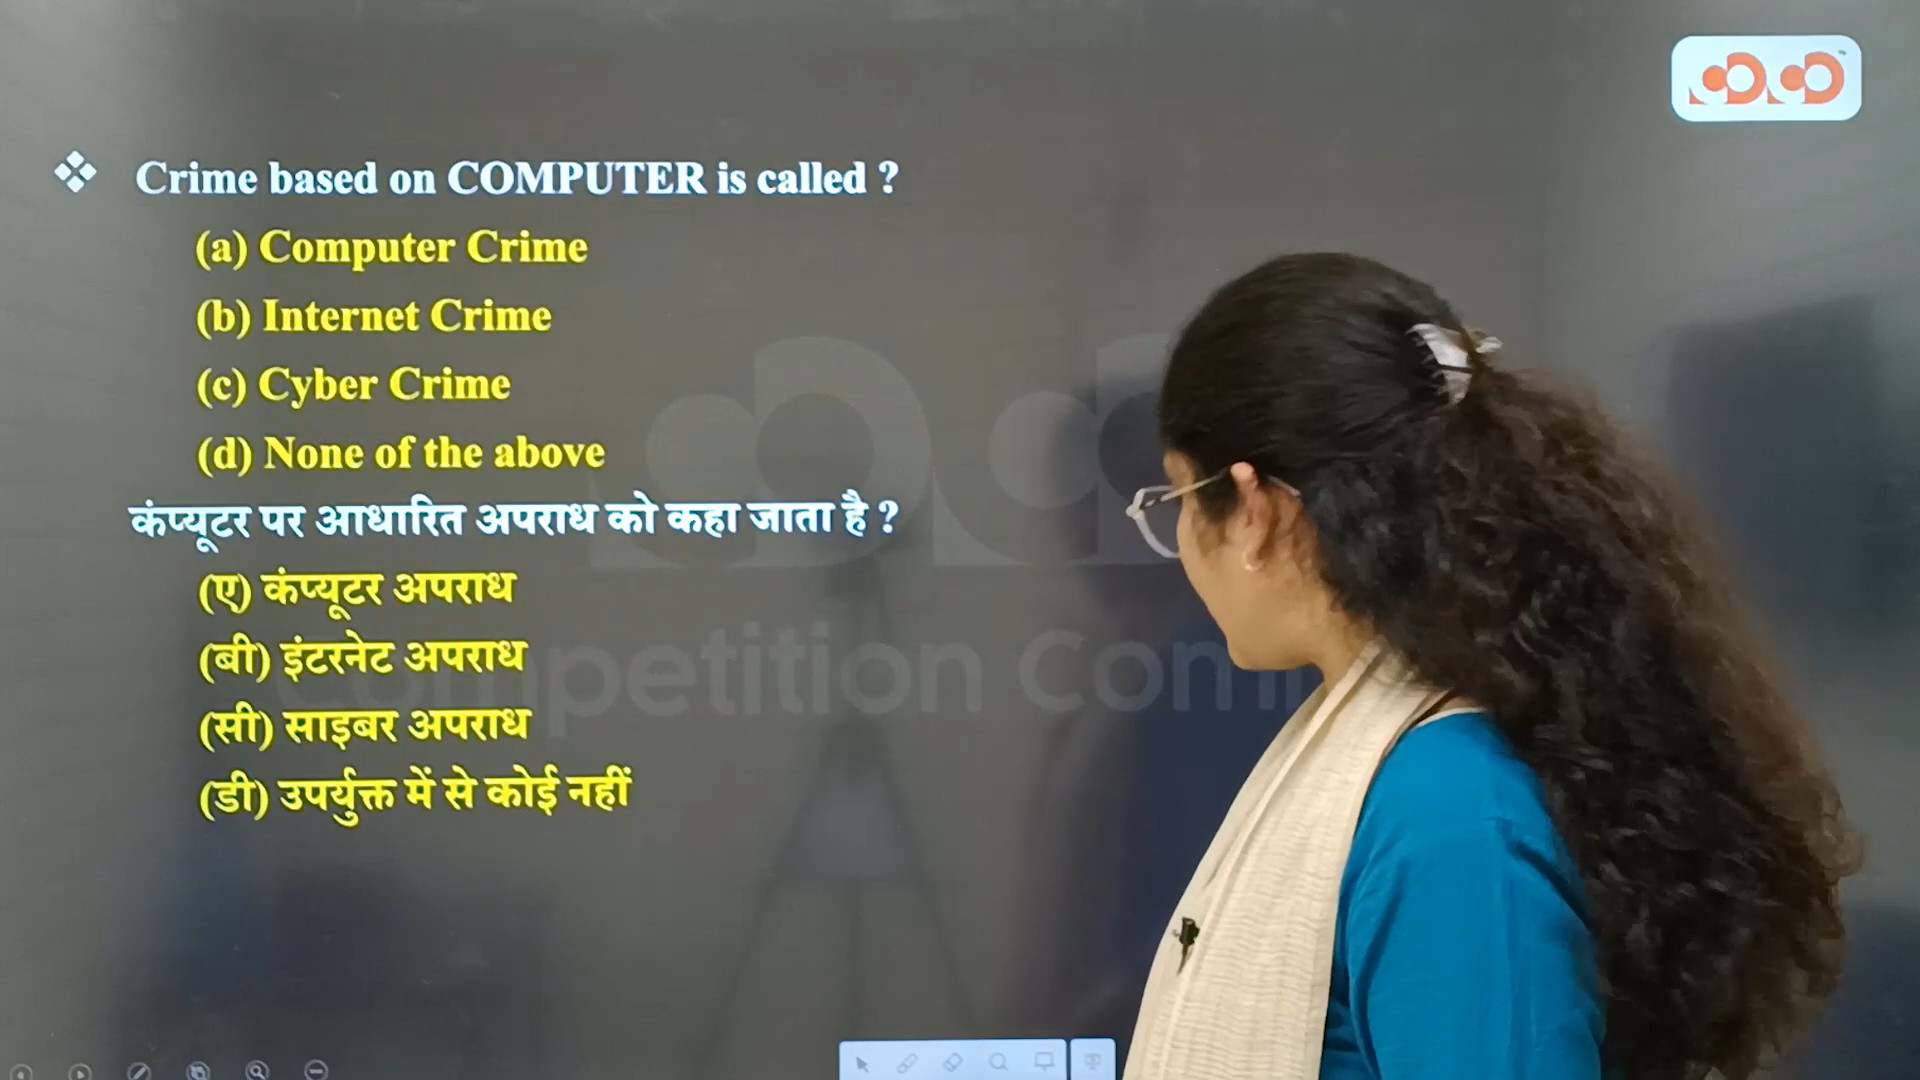 ❖ Crime based on COMPUTER is called ?
(a) Computer Crime
(b) Internet Crime
(c) Cyber Crime
(d) None of the above
कंप्यूटर पर आधारित अपराध को कहा जाता है ?
(ए) कंप्यूटर अपराध
(बी) इंटरनेट अपराध
(सी) साइबर अपराध
(डी) उपर्युक्त में से कोई नहीं